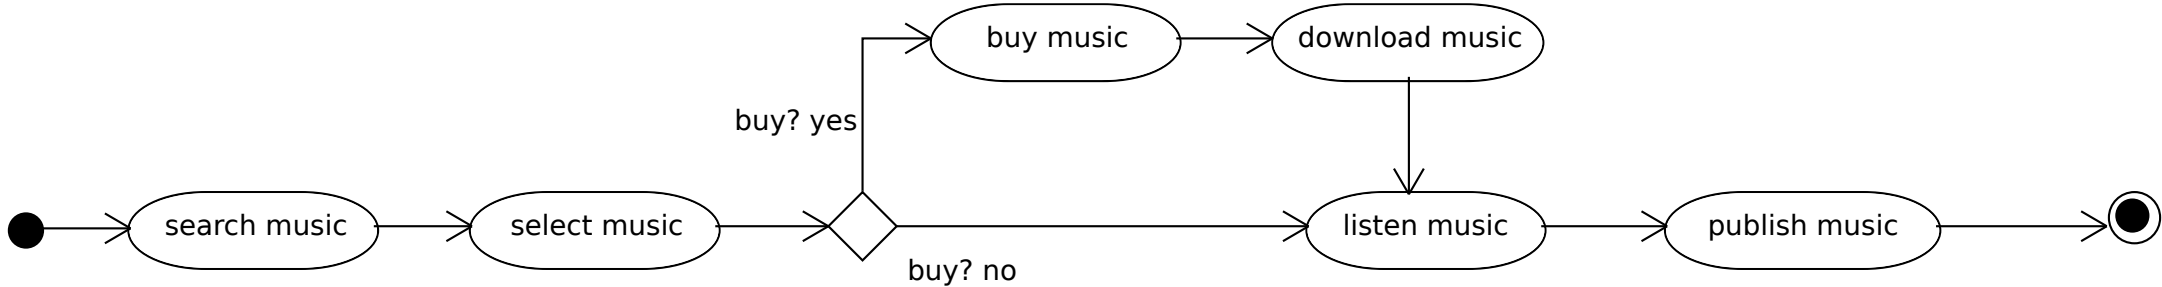 buy music
download music
buy? yes
search music
select music
listen music
publish music
buy? no